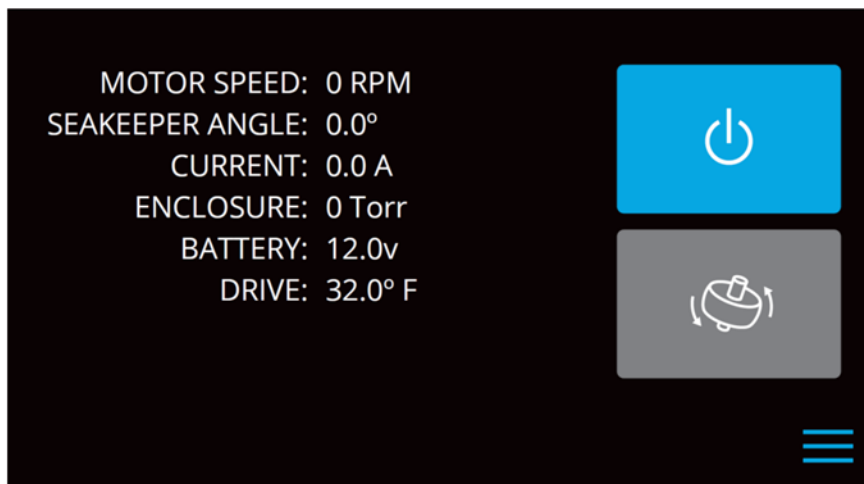 MOTOR SPEED: 0 RPM
SEAKEEPER ANGLE: 0.0º
CURRENT: 0.0 A
ENCLOSURE: 0 Torr
BATTERY: 12.0v
DRIVE: 32.0º F